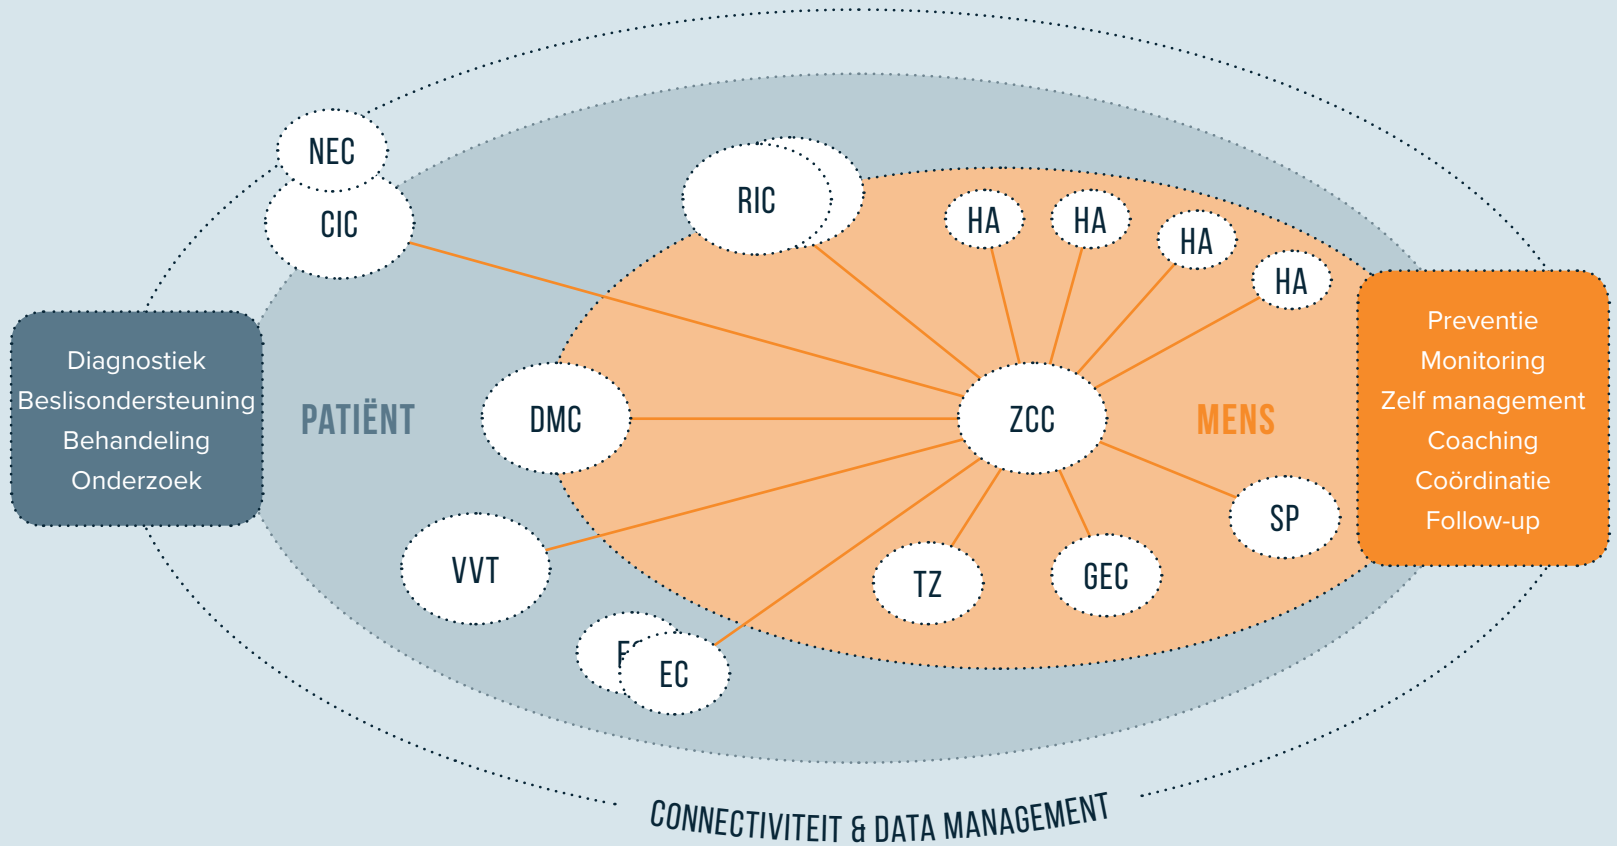 NEC
CIC
RIC
HA
HA
HA
HA
Diagnostiek
Beslisondersteuning
Behandeling
Onderzoek
PATIËNT
DMC
ZCC
MENS
Preventie
Monitoring
Zelf management
Coaching
Coördinatie
Follow-up
VVT
TZ
GEC
SP
EC
CONNECTIVITEIT & DATA MANAGEMENT